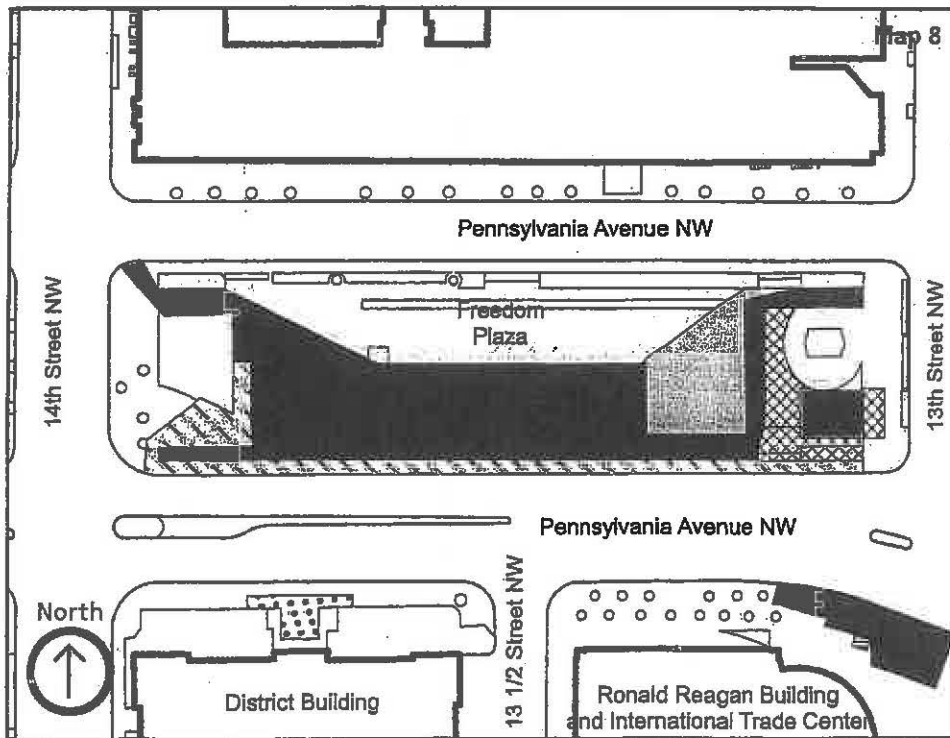 Map 8
Pennsylvania Avenue NW
14th Street NW
Freedom
Plaza
13th Street NW
Pennsylvania Avenue NW
North
13 1/2 Street NW
District Building
Ronald Reagan Building
and International Trade Center